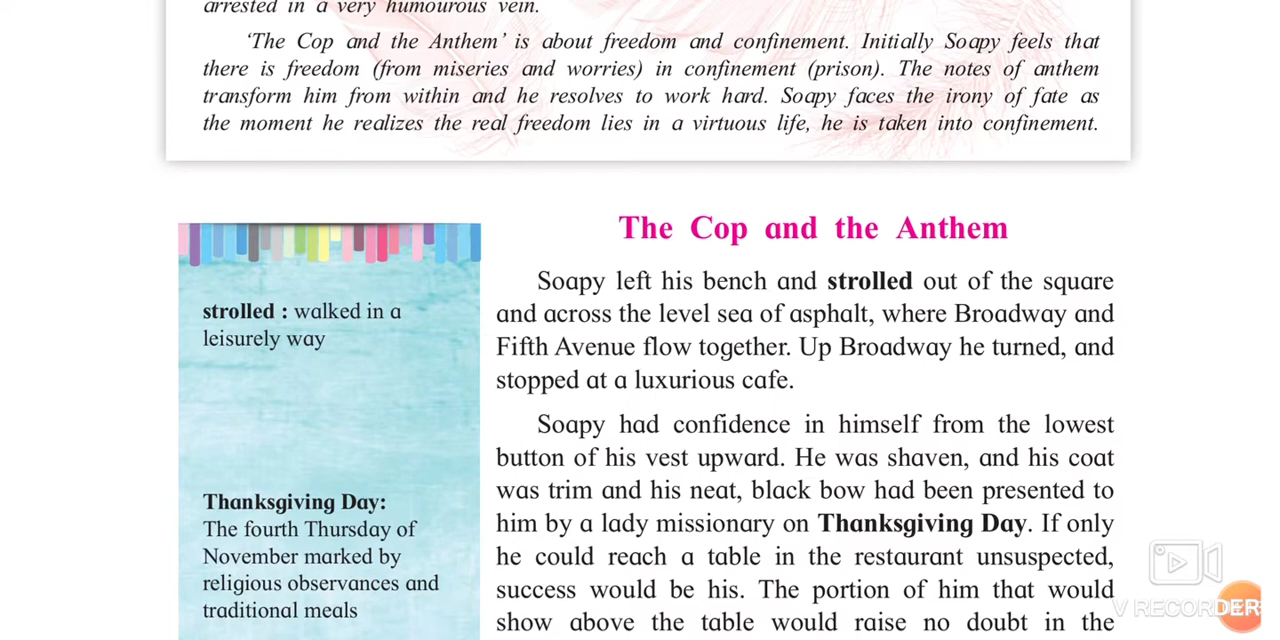 arrested in a very humourous vein.
‘The Cop and the Anthem’ is about freedom and confinement. Initially Soapy feels that
there is freedom (from miseries and worries) in confinement (prison). The notes of anthem
transform him from within and he resolves to work hard. Soapy faces the irony of fate as
the moment he realizes the real freedom lies in a virtuous life, he is taken into confinement.
The Cop and the Anthem
strolled : walked in a
leisurely way
Thanksgiving Day:
The fourth Thursday of
November marked by
religious observances and
traditional meals
Soapy left his bench and strolled out of the square
and across the level sea of asphalt, where Broadway and
Fifth Avenue flow together. Up Broadway he turned, and
stopped at a luxurious cafe.
Soapy had confidence in himself from the lowest
button of his vest upward. He was shaven, and his coat
was trim and his neat, black bow had been presented to
him by a lady missionary on Thanksgiving Day. If only
he could reach a table in the restaurant unsuspected,
success would be his. The portion of him that would
show above the table would raise no doubt in the
V RECORDER